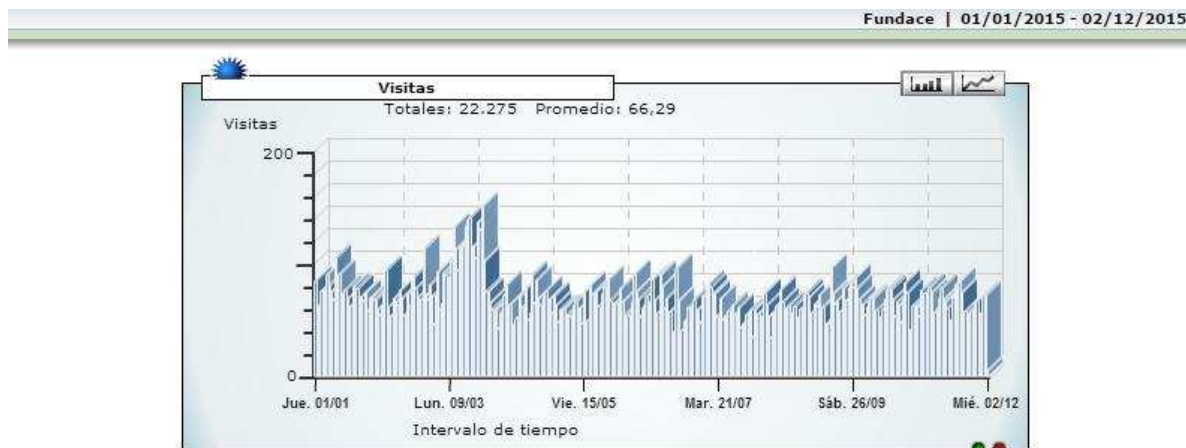 Fundace | 01/01/2015 - 02/12/2015
Visitas
Totales: 22.275 Promedio: 66,29
Visitas
200
0
Jue. 01/01 Lun. 09/03 Vie. 15/05 Mar. 21/07 Sáb. 26/09 Mié. 02/12
Intervalo de tiempo